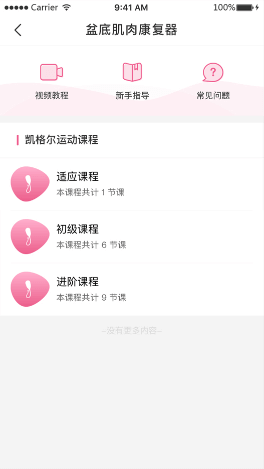 Carrier 9:41 AM 100%
盆底肌肉康复器
视频教程 新手指导 常见问题
凯格尔运动课程
适应课程
本课程共计 1 节课
初级课程
本课程共计 6 节课
进阶课程
本课程共计 9 节课
~没有更多内容~